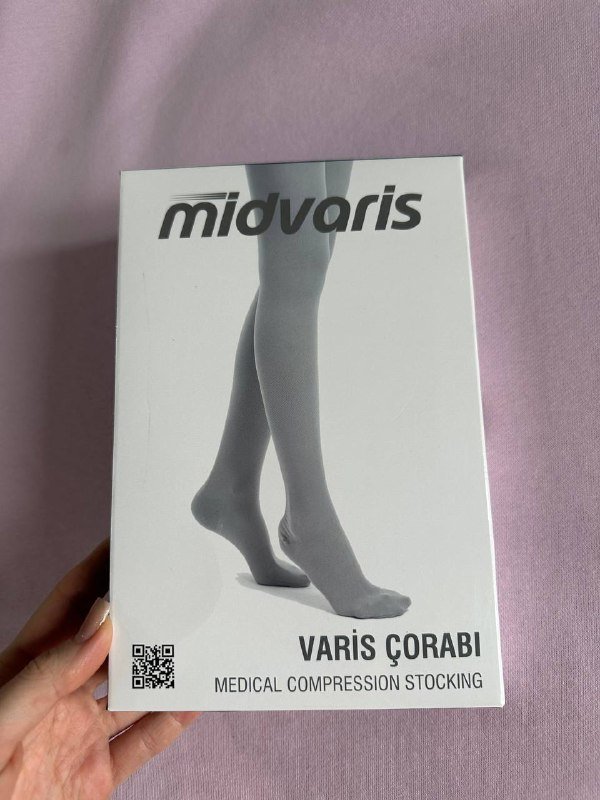 midvaris
VARİS ÇORABI
MEDICAL COMPRESSION STOCKING